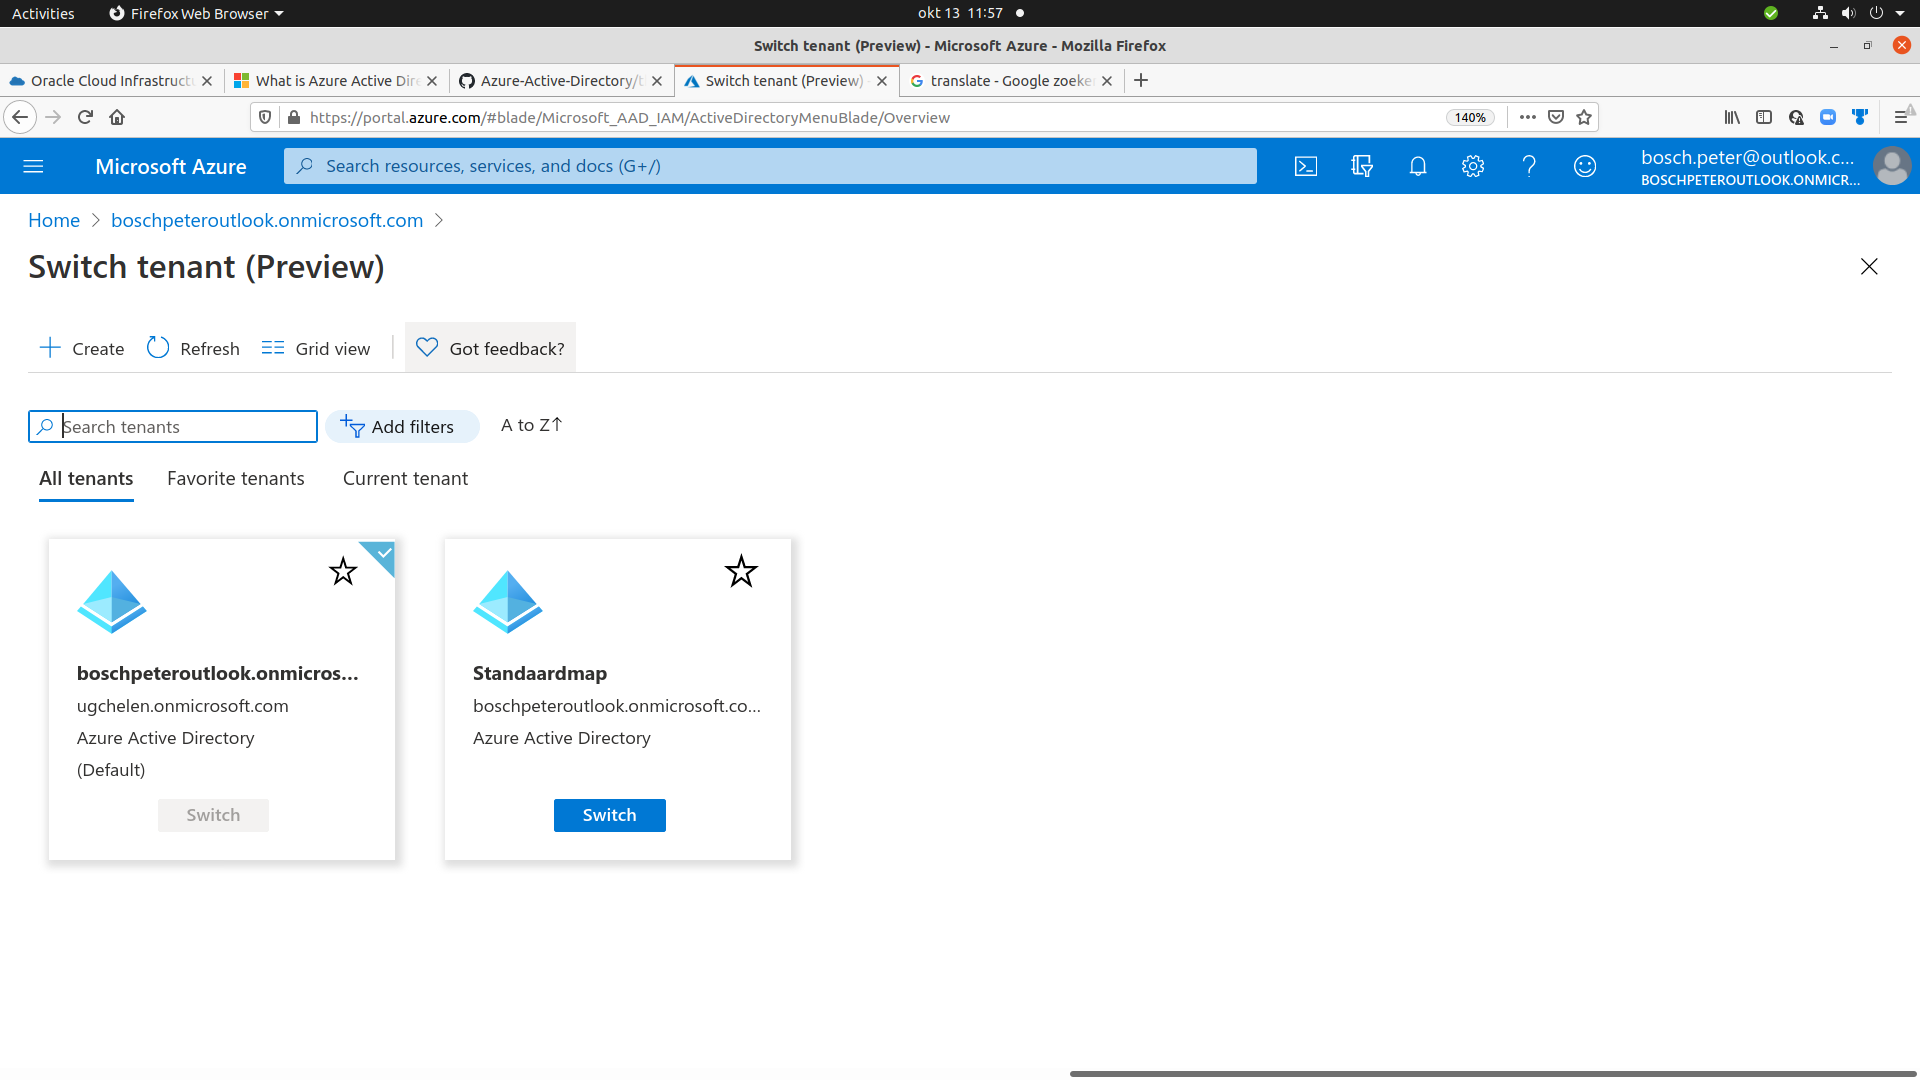 Activities
Firefox Web Browser
okt 13 11:57
Switch tenant (Preview) - Microsoft Azure - Mozilla Firefox
Oracle Cloud Infrastructu
What is Azure Active Dire
Azure-Active-Directory/t
Switch tenant (Preview)
translate - Google zoeke
https://portal.azure.com/#blade/Microsoft_AAD_IAM/ActiveDirectoryMenuBlade/Overview
140%
Microsoft Azure
Search resources, services, and docs (G+/)
bosch.peter@outlook.c...
BOSCHPETEROUTLOOK.ONMICR...
Home > boschpeteroutlook.onmicrosoft.com >
Switch tenant (Preview)
Create
Refresh
Grid view
Got feedback?
Search tenants
Add filters
A to Z↑
All tenants
Favorite tenants
Current tenant
boschpeteroutlook.onmicros...
ugchelen.onmicrosoft.com
Azure Active Directory
(Default)
Switch
Standaardmap
boschpeteroutlook.onmicrosoft.co...
Azure Active Directory
Switch